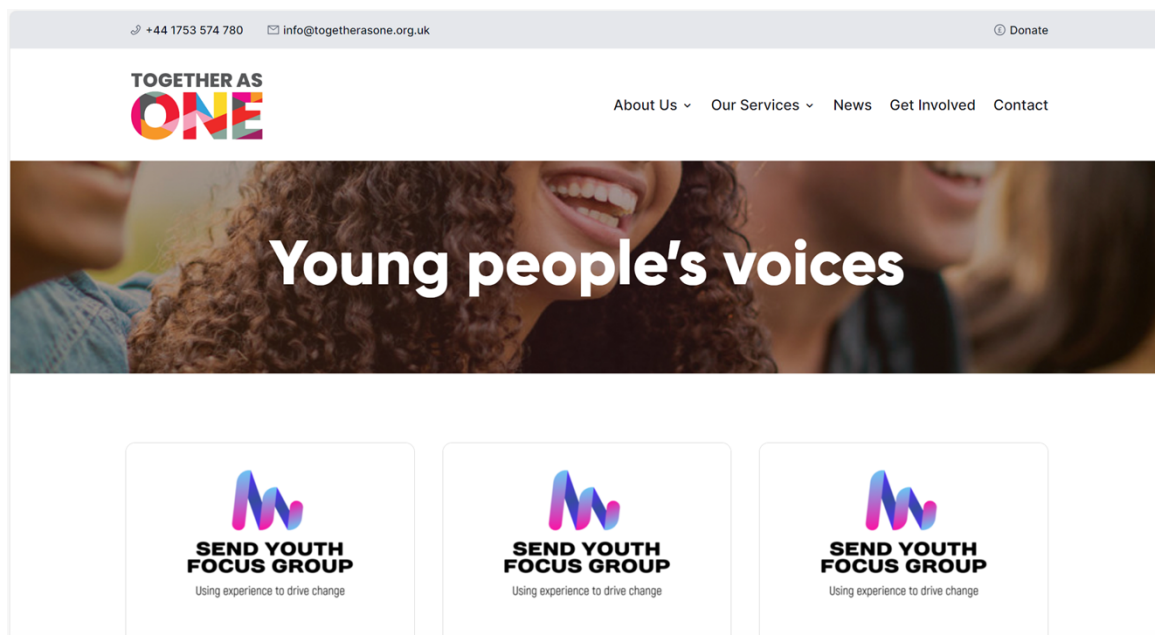 +44 1753 574 780 info@togetherasone.org.uk Donate
TOGETHER AS
ONE
About Us Our Services News Get Involved Contact
Young people's voices
SEND YOUTH
FOCUS GROUP
Using experience to drive change
SEND YOUTH
FOCUS GROUP
Using experience to drive change
SEND YOUTH
FOCUS GROUP
Using experience to drive change